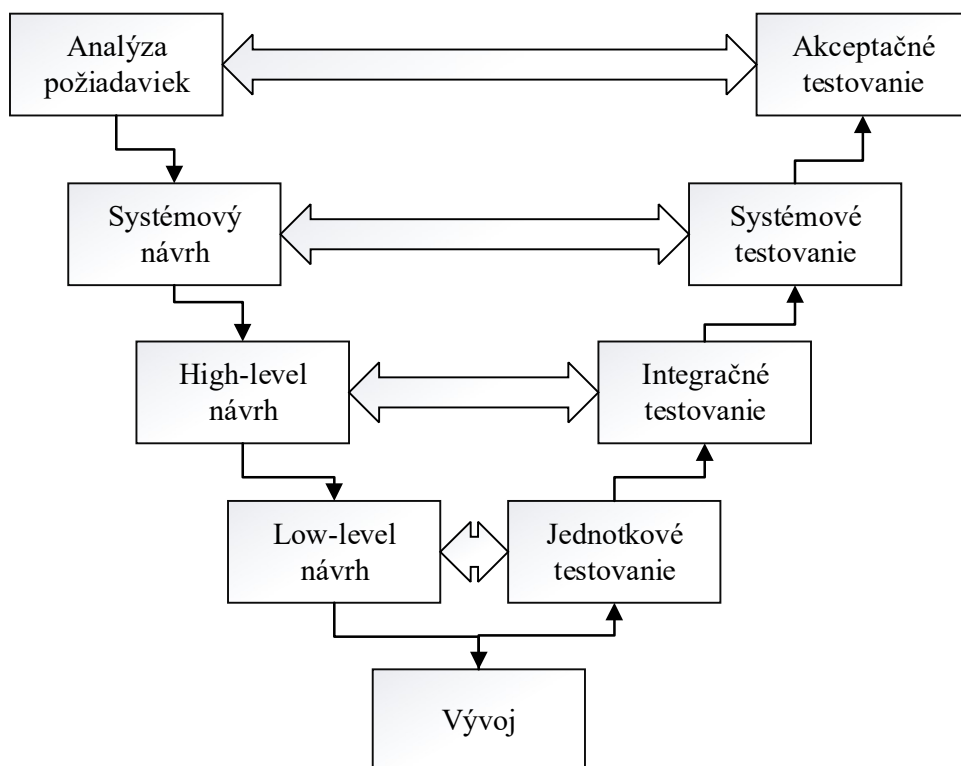 Analýza
požiadaviek
Akceptačné
testovanie
Systémový
návrh
Systémové
testovanie
High-level
návrh
Integračné
testovanie
Low-level
návrh
Jednotkové
testovanie
Vývoj